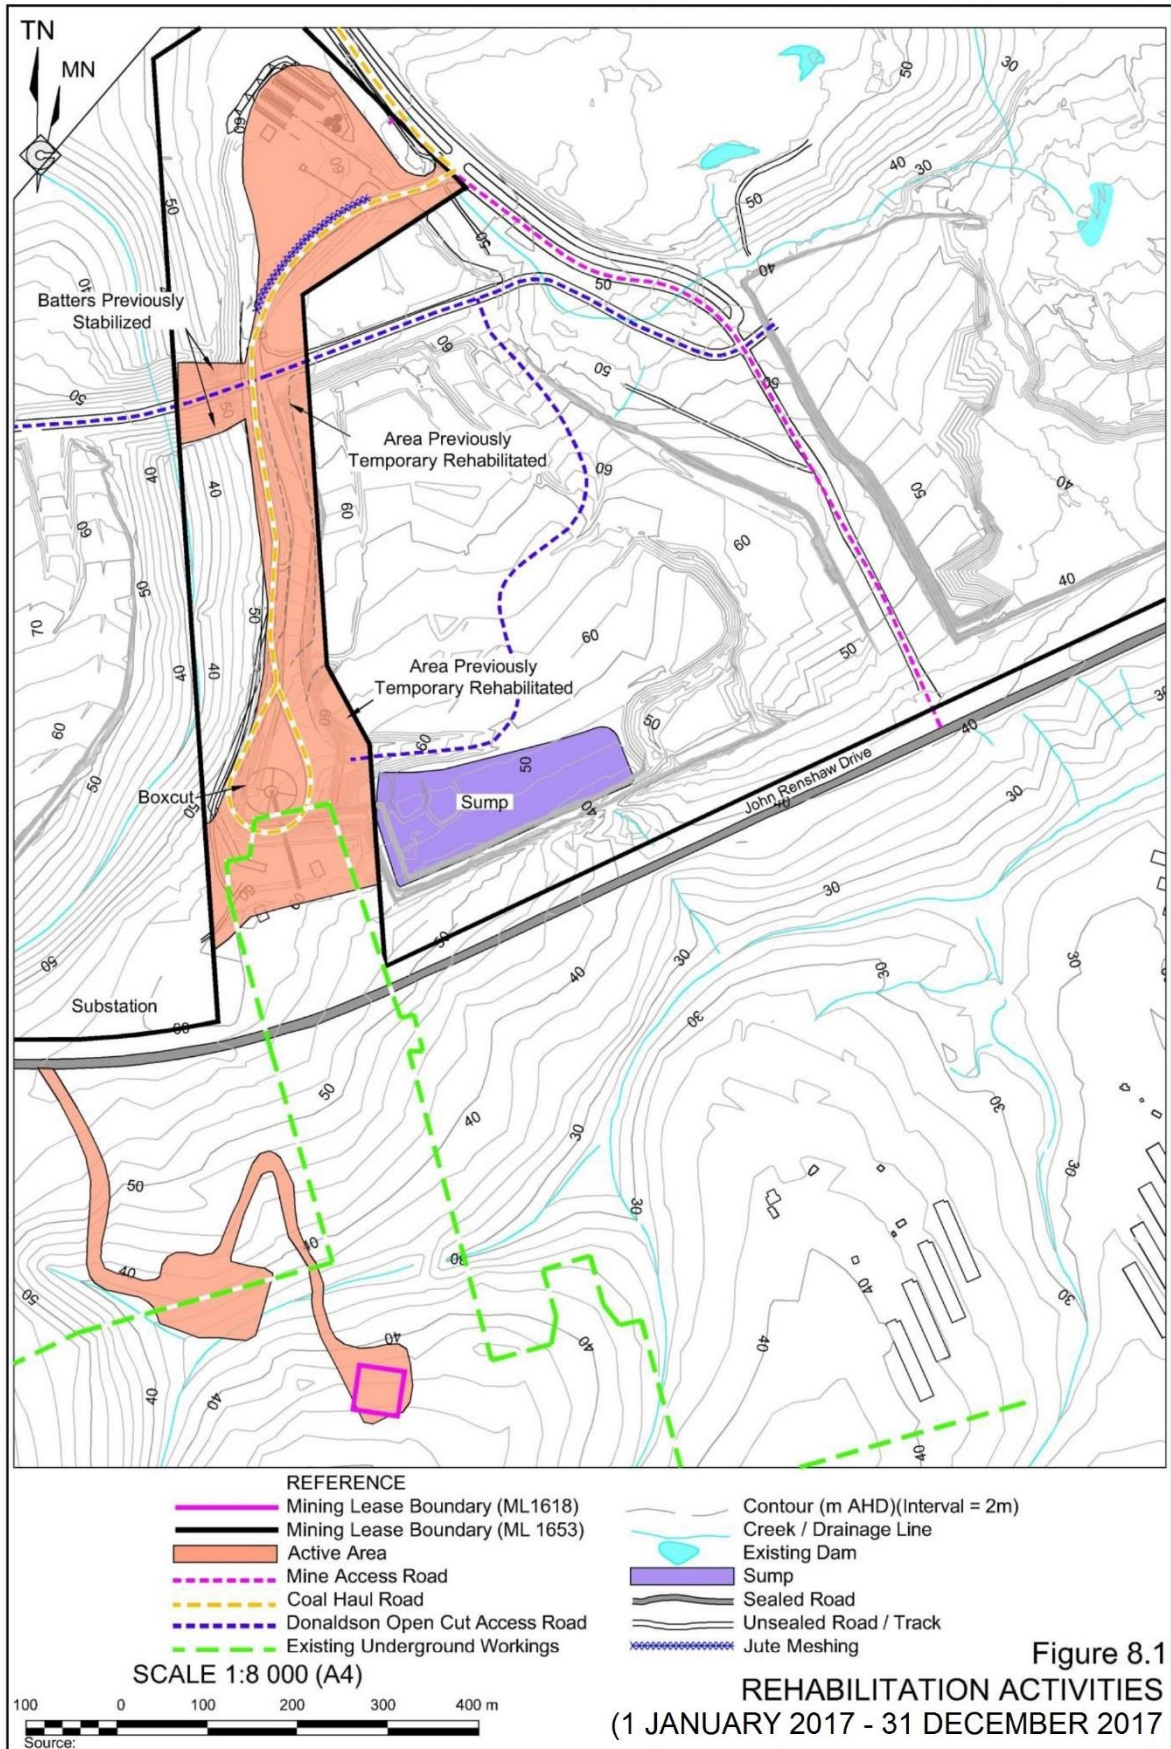 TN
MN
Batters Previously
Stabilized
Area Previously
Temporary Rehabilitated
Area Previously
Temporary Rehabilitated
Boxcut
Sump
John Renshaw Drive
Substation
REFERENCE
Mining Lease Boundary (ML1618)
Mining Lease Boundary (ML 1653)
Active Area
Mine Access Road
Coal Haul Road
Donaldson Open Cut Access Road
Existing Underground Workings
Contour (m AHD)(Interval = 2m)
Creek / Drainage Line
Existing Dam
Sump
Sealed Road
Unsealed Road / Track
Jute Meshing
SCALE 1:8 000 (A4)
100 0 100 200 300 400 m
Source:
Figure 8.1
REHABILITATION ACTIVITIES
(1 JANUARY 2017 - 31 DECEMBER 2017